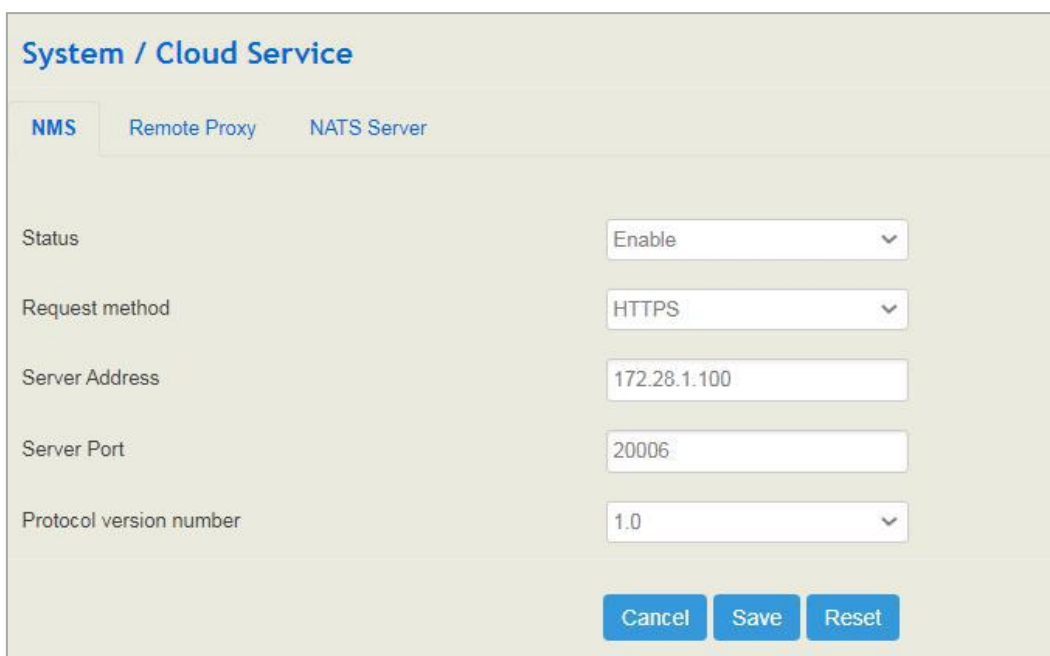 System / Cloud Service
NMS Remote Proxy NATS Server
Status Enable
Request method HTTPS
Server Address 172.28.1.100
Server Port 20006
Protocol version number 1.0
Cancel Save Reset